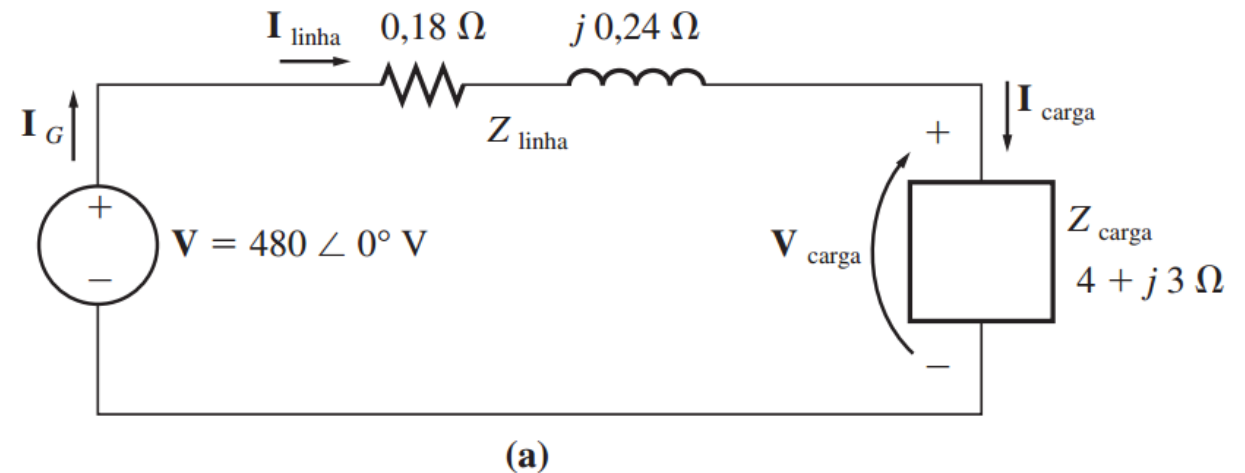 I linha 0,18 Ω j 0,24 Ω
I G
Z linha
I carga
+
+
V = 480 ∠ 0° V
V carga
Z carga
4 + j 3 Ω
−
−
(a)